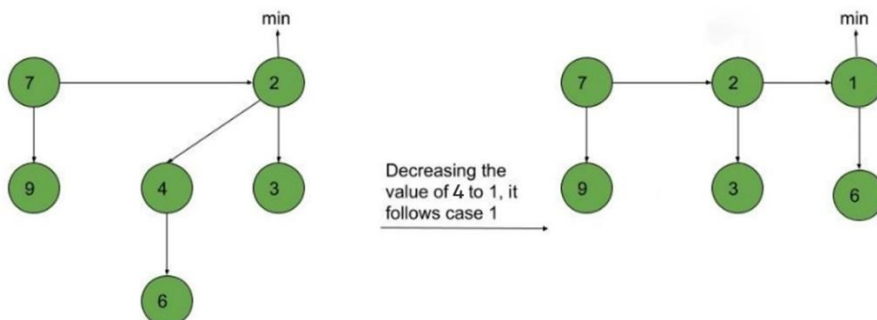 min
min
7
2
7
2
1
9
4
3
Decreasing the
value of 4 to 1, it
follows case 1
9
3
6
6